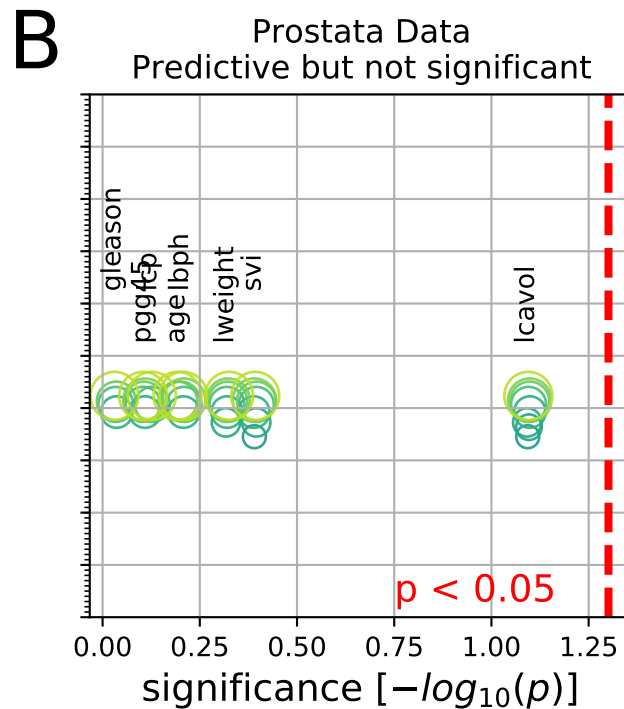 B
Prostata Data
Predictive but not significant
gleason
pgg45
lcp
age
lbph
lweight
svi
lcavol
p < 0.05
0.00 0.25 0.50 0.75 1.00 1.25
significance [−log₁₀(p)]